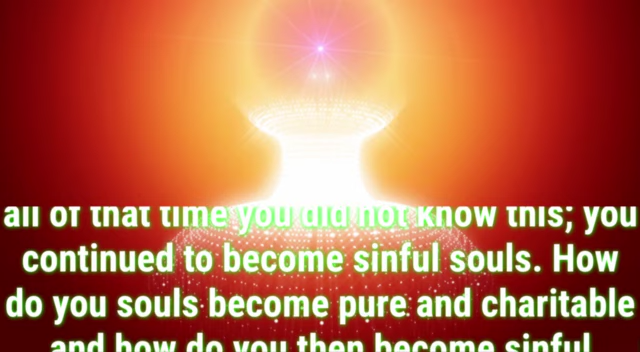 all of that time you did not know this; you
continued to become sinful souls. How
do you souls become pure and charitable
and how do you then become sinful